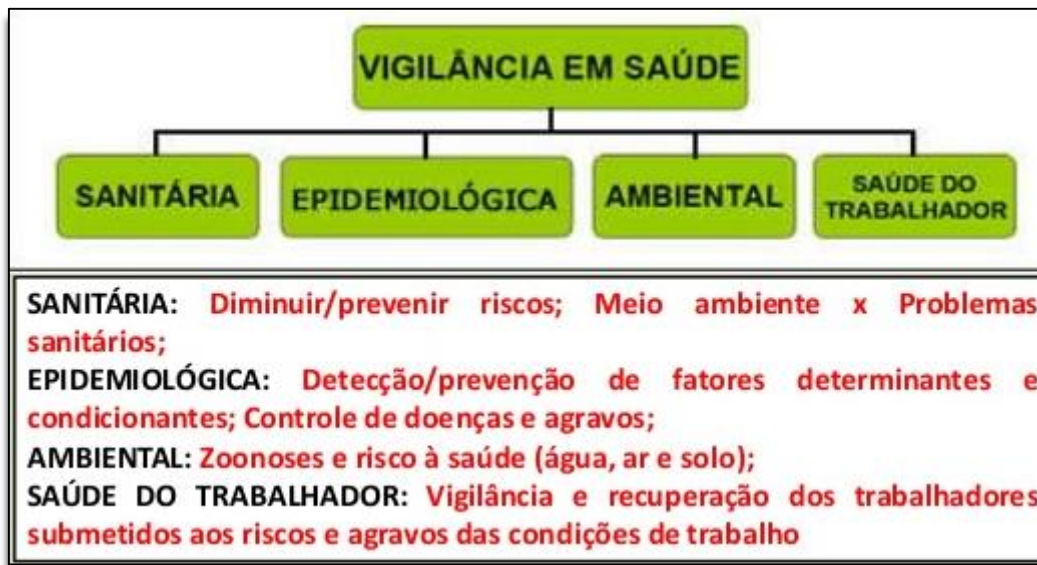 VIGILÂNCIA EM SAÚDE
SANITÁRIA
EPIDEMIOLÓGICA
AMBIENTAL
SAÚDE DO
TRABALHADOR
SANITÁRIA: Diminuir/prevenir riscos; Meio ambiente x Problemas
sanitários;
EPIDEMIOLÓGICA: Detecção/prevenção de fatores determinantes e
condicionantes; Controle de doenças e agravos;
AMBIENTAL: Zoonoses e risco à saúde (água, ar e solo);
SAÚDE DO TRABALHADOR: Vigilância e recuperação dos trabalhadores
submetidos aos riscos e agravos das condições de trabalho